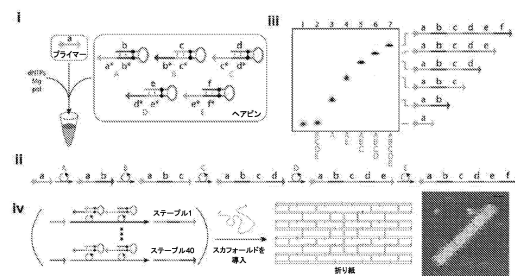 i
a
プライマー
dNTPs
Mg
pol
b
a* b*
A
c
b* c*
B
d
c* d*
C
e
d* e*
D
f
e* f*
E
ヘアピン
iii
1 2 3 4 5 6 7
a b c d e f
a b c d e
a b c d
a b c
a b
a
ii
a
A
a b
B
a b c
C
a b c d
D
a b c d e
E
a b c d e f
iv
ステープル1
ステープル40
スカフォールドを
導入
折り紙